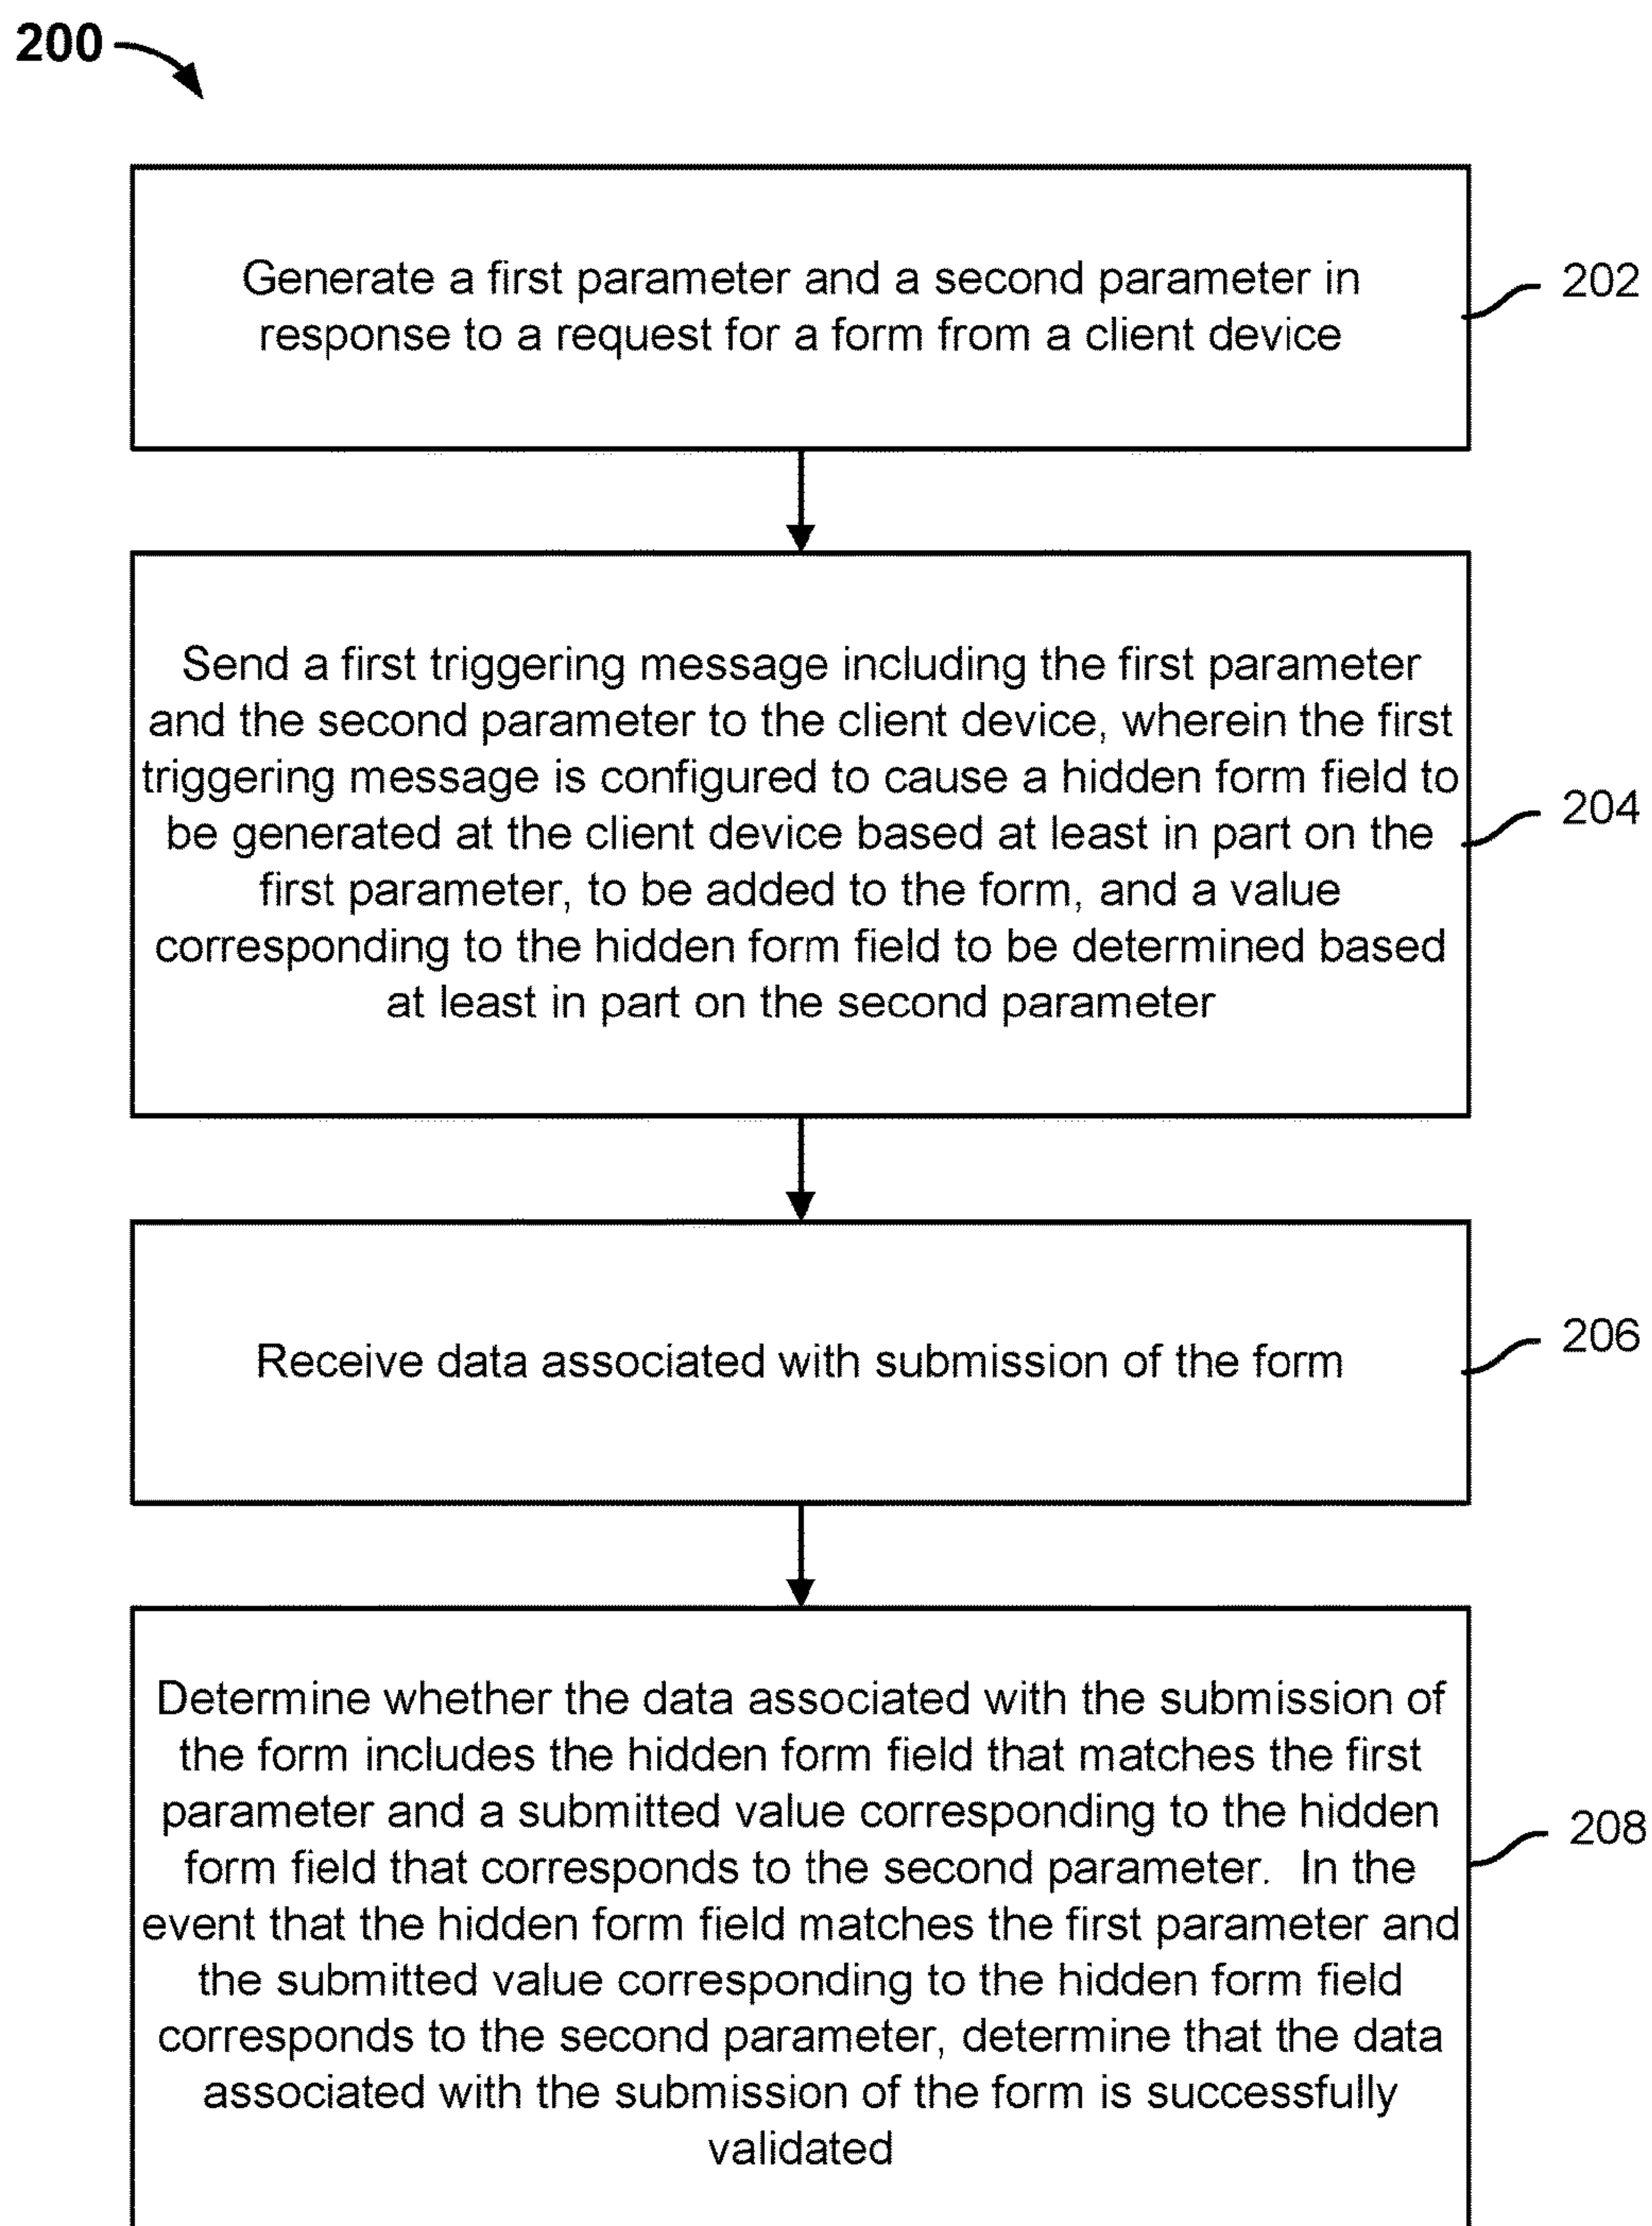 200
Generate a first parameter and a second parameter in
response to a request for a form from a client device
202
Send a first triggering message including the first parameter
and the second parameter to the client device, wherein the first
triggering message is configured to cause a hidden form field to
be generated at the client device based at least in part on the
first parameter, to be added to the form, and a value
corresponding to the hidden form field to be determined based
at least in part on the second parameter
204
Receive data associated with submission of the form
206
Determine whether the data associated with the submission of
the form includes the hidden form field that matches the first
parameter and a submitted value corresponding to the hidden
form field that corresponds to the second parameter.  In the
event that the hidden form field matches the first parameter and
the submitted value corresponding to the hidden form field
corresponds to the second parameter, determine that the data
associated with the submission of the form is successfully
validated
208